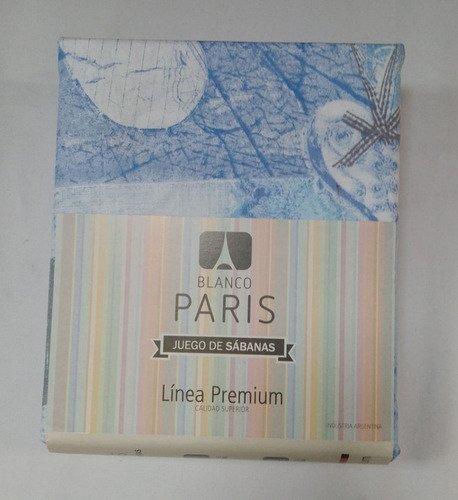 BLANCO
PARIS
JUEGO DE SÁBANAS
Línea Premium
CALIDAD SUPERIOR
INDUSTRIA ARGENTINA